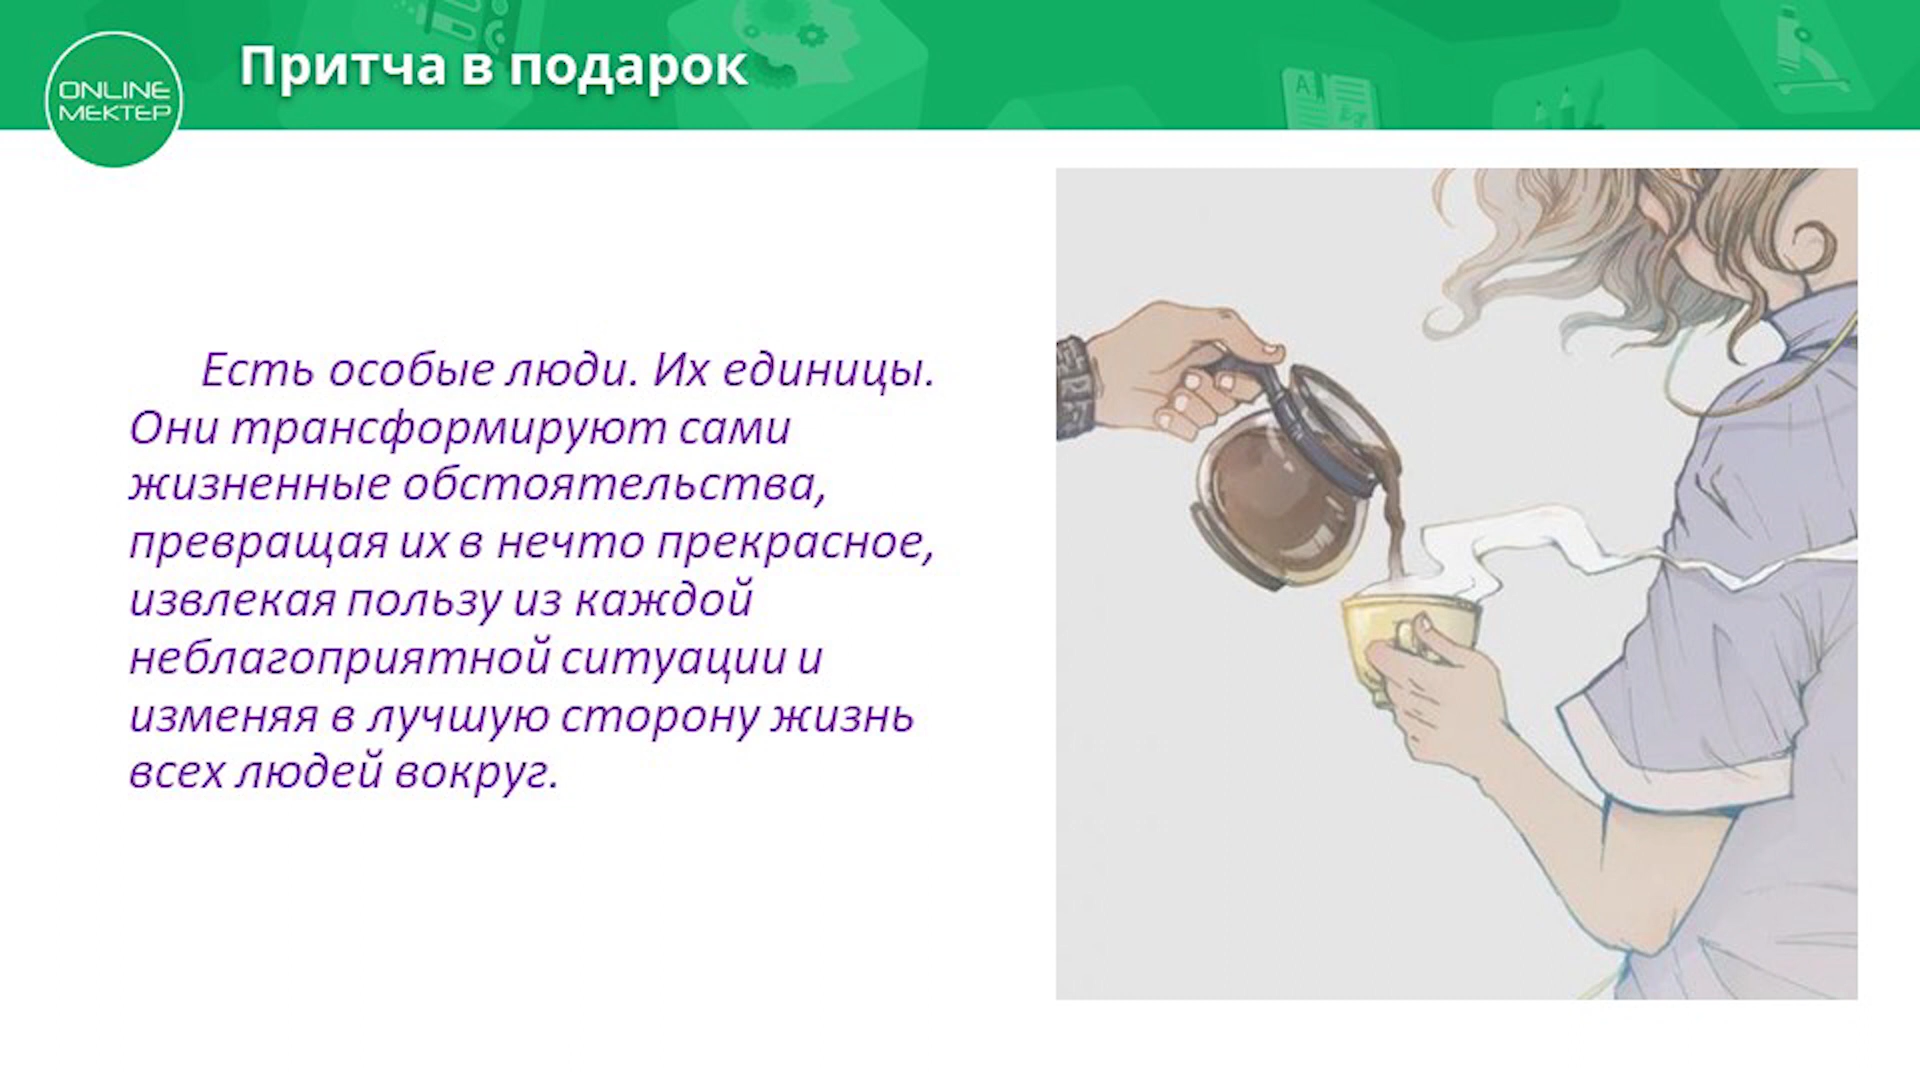 Притча в подарок
ONLINE
МЕКТЕР
Есть особые люди. Их единицы.
Они трансформируют сами
жизненные обстоятельства,
превращая их в нечто прекрасное,
извлекая пользу из каждой
неблагоприятной ситуации и
изменяя в лучшую сторону жизнь
всех людей вокруг.